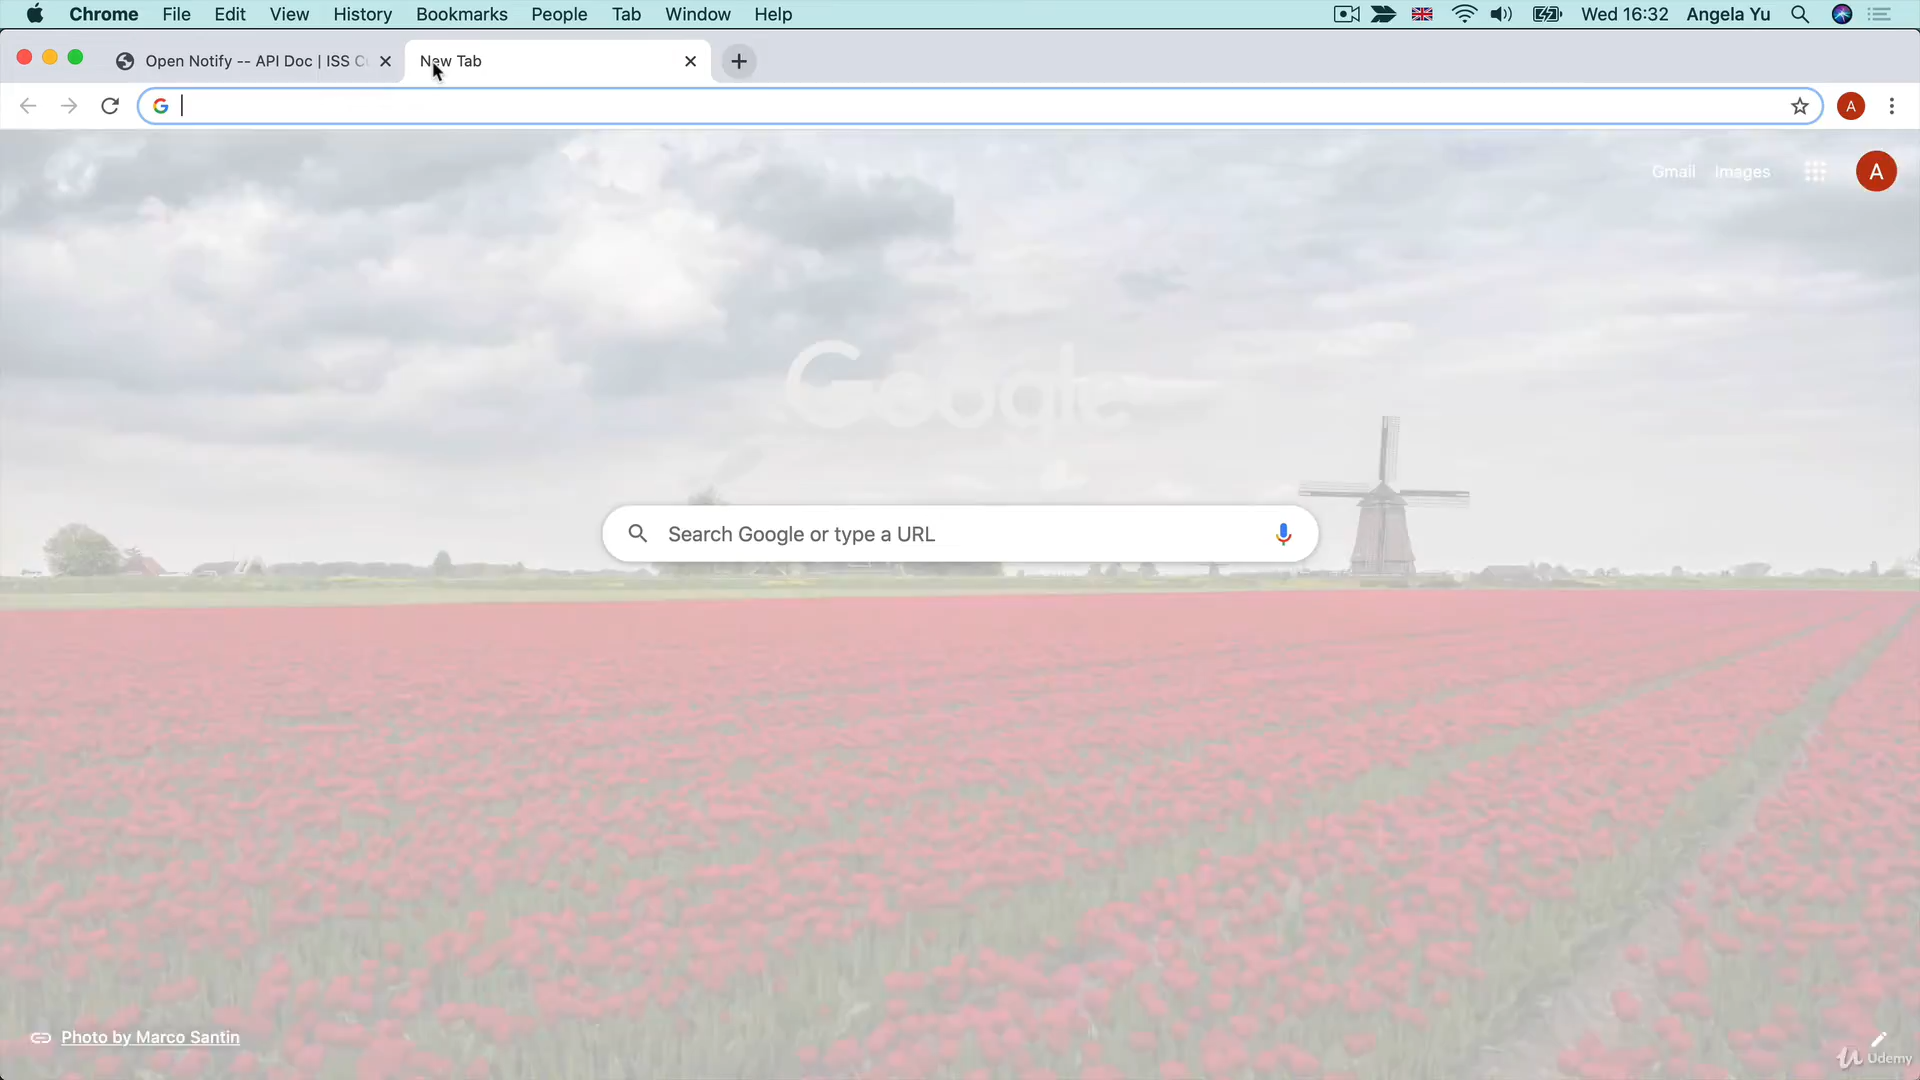 Chrome File Edit View History Bookmarks People Tab Window Help Wed 16:32 Angela Yu
Open Notify -- API Doc | ISS Cu New Tab
A
Gmail Images A
Google
Search Google or type a URL
Photo by Marco Santin
Udemy